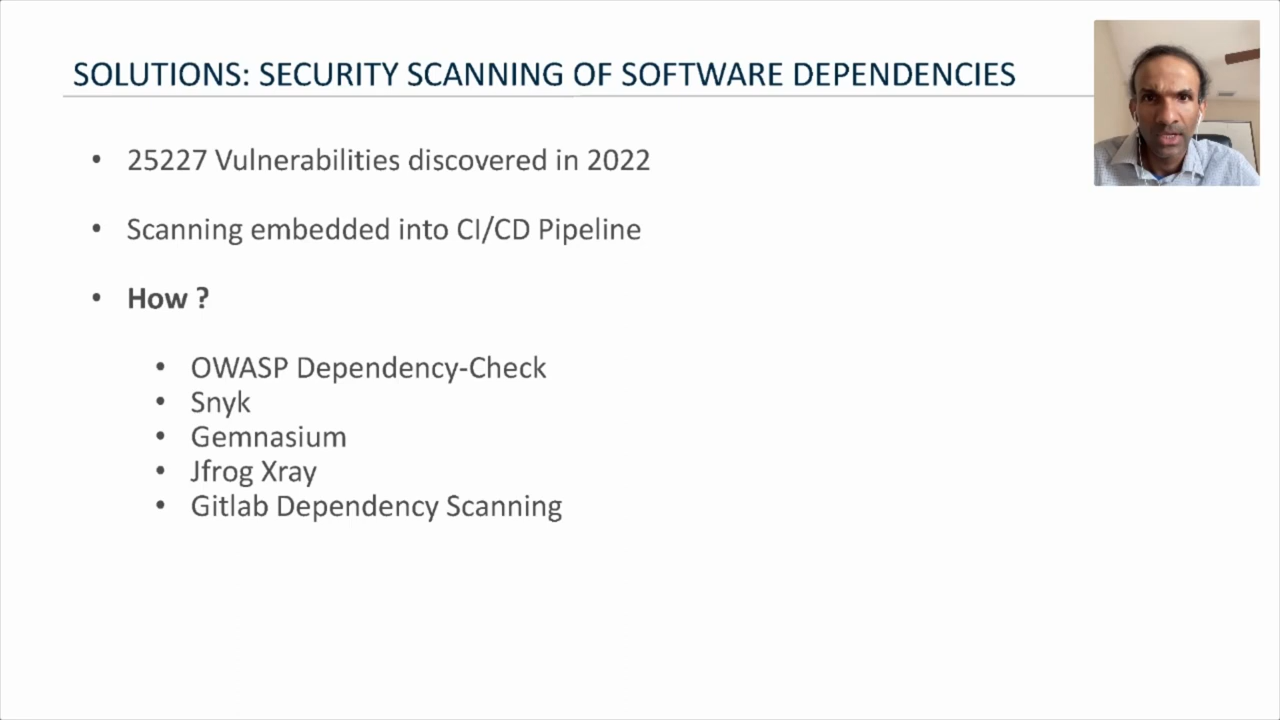 SOLUTIONS: SECURITY SCANNING OF SOFTWARE DEPENDENCIES
• 25227 Vulnerabilities discovered in 2022
• Scanning embedded into CI/CD Pipeline
• How ?
• OWASP Dependency-Check
• Snyk
• Gemnasium
• Jfrog Xray
• Gitlab Dependency Scanning